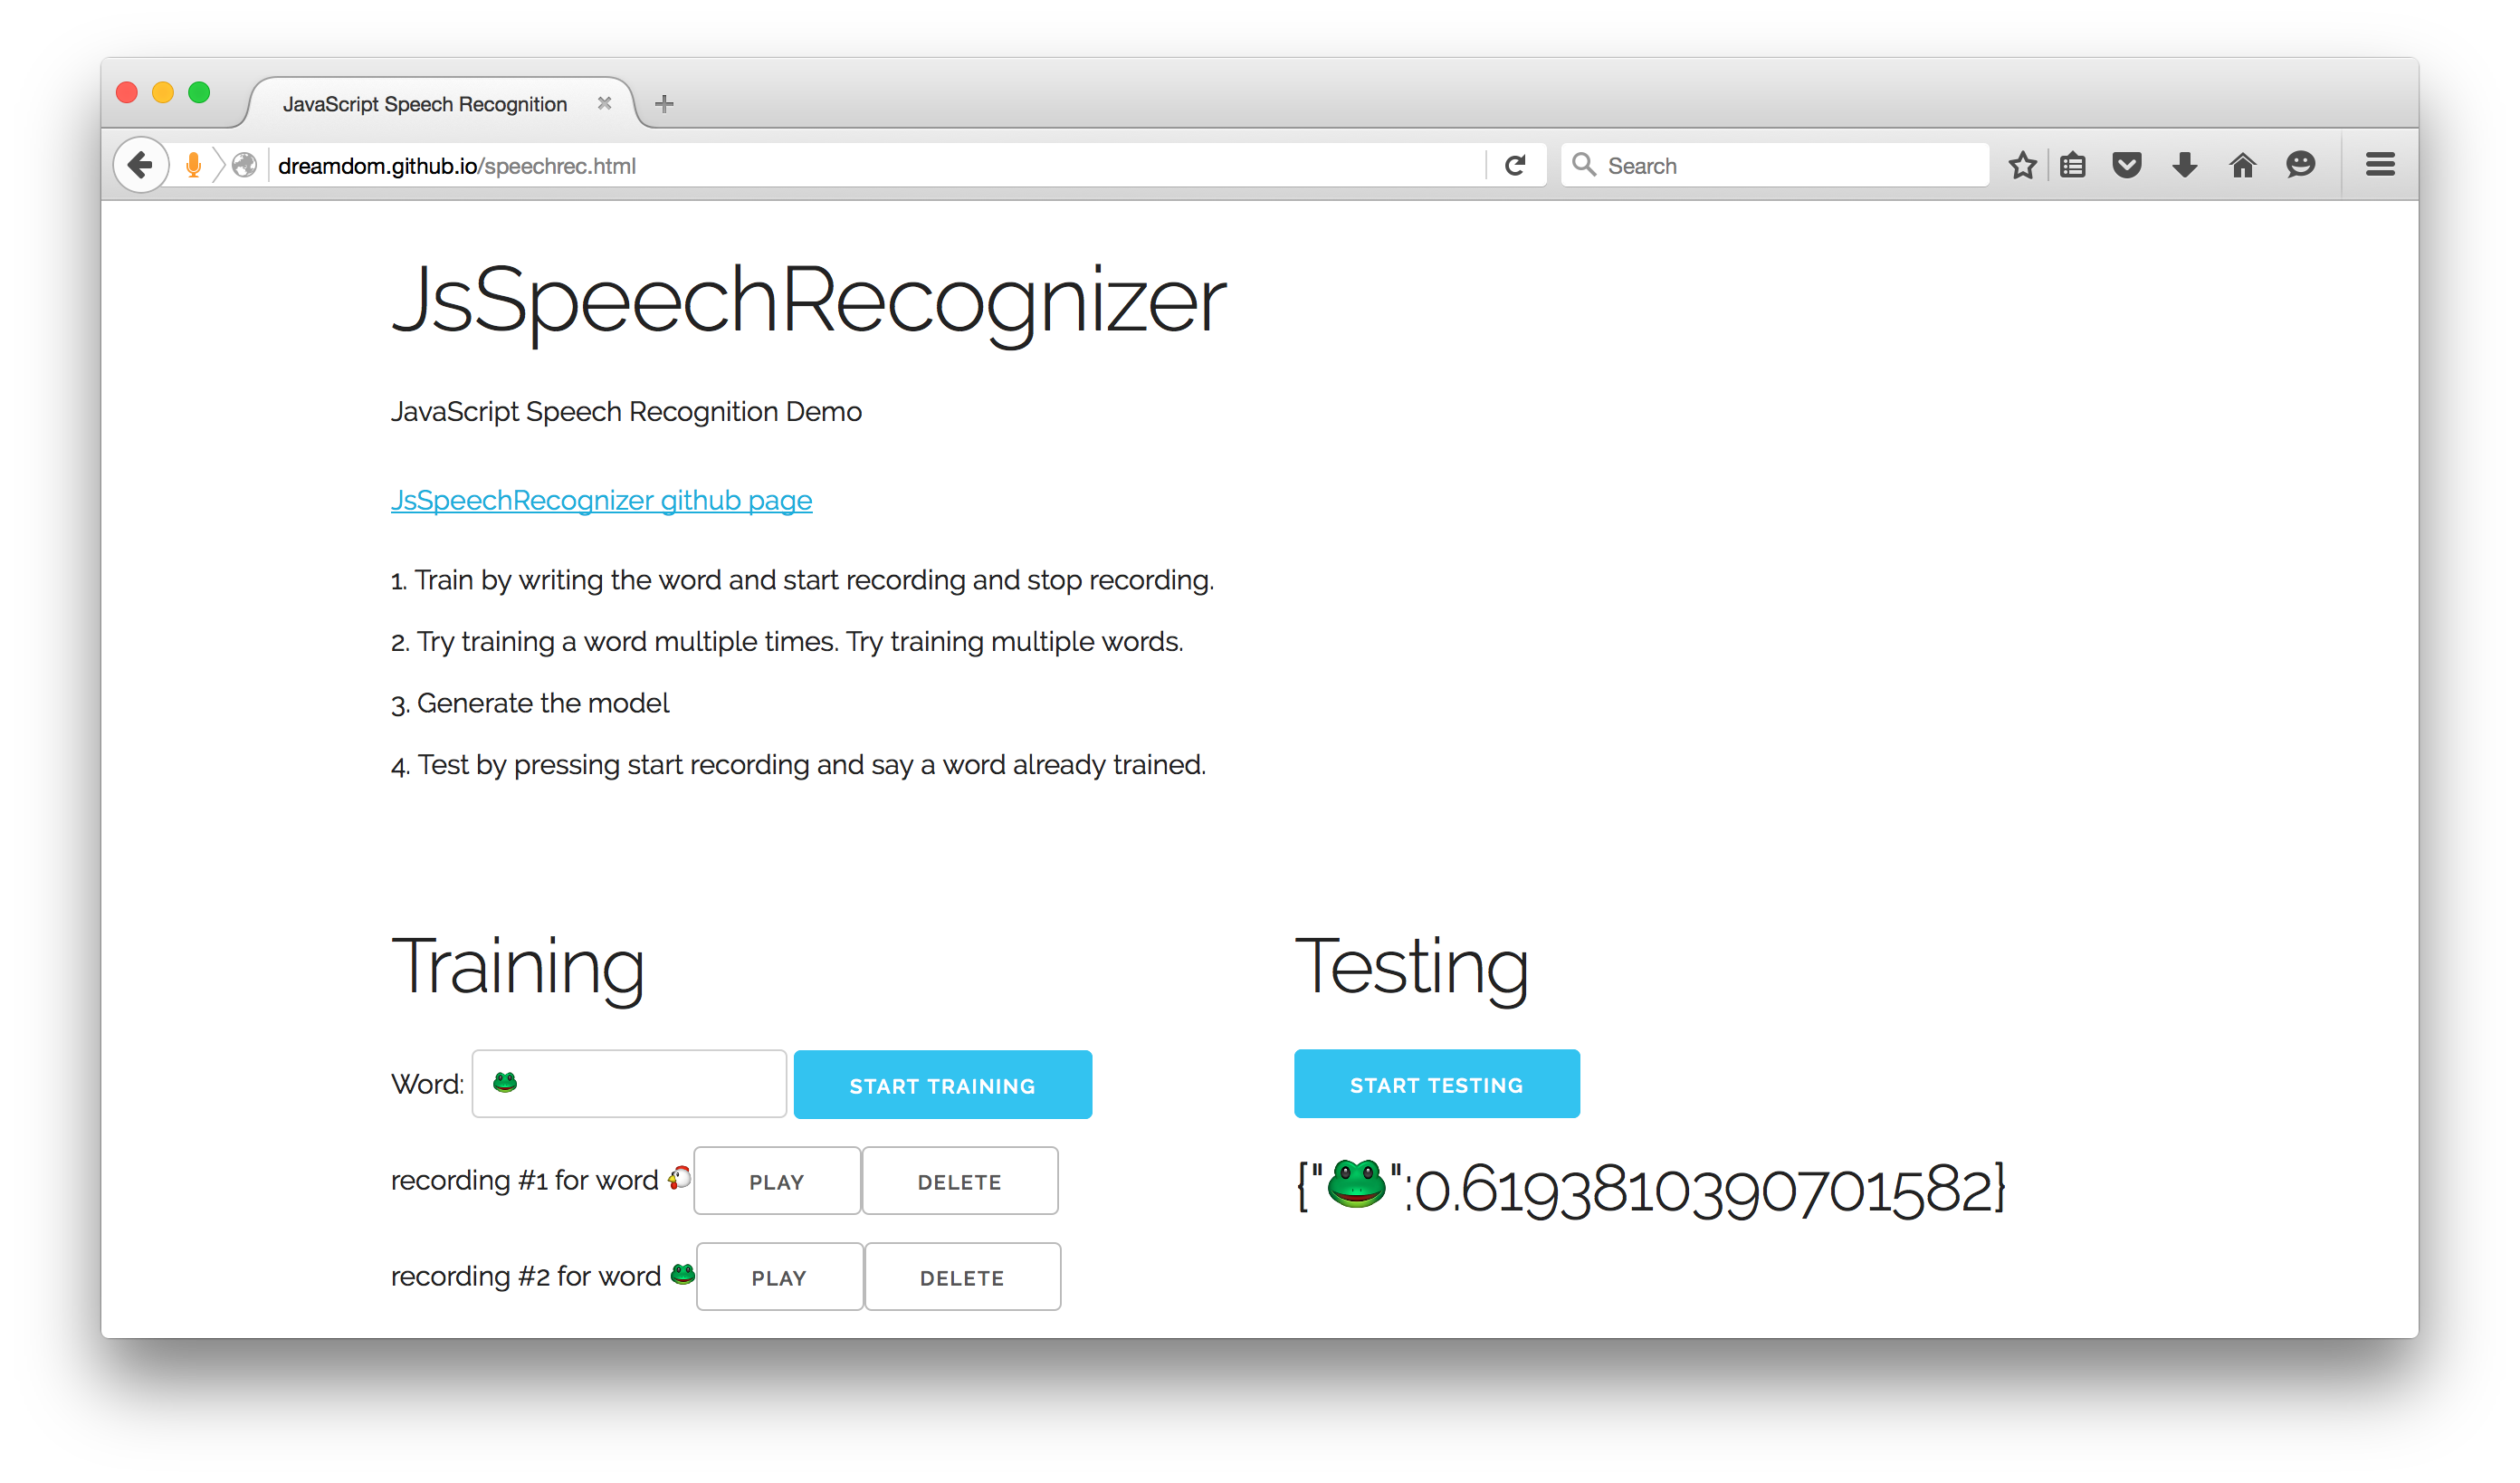 JavaScript Speech Recognition
dreamdom.github.io/speechrec.html
Search
JsSpeechRecognizer
JavaScript Speech Recognition Demo
JsSpeechRecognizer github page
1. Train by writing the word and start recording and stop recording.
2. Try training a word multiple times. Try training multiple words.
3. Generate the model
4. Test by pressing start recording and say a word already trained.
Training
Word: 🐸 START TRAINING
recording #1 for word 🐔 PLAY DELETE
recording #2 for word 🐸 PLAY DELETE
Testing
START TESTING
{"🐸":0.6193810390701582}